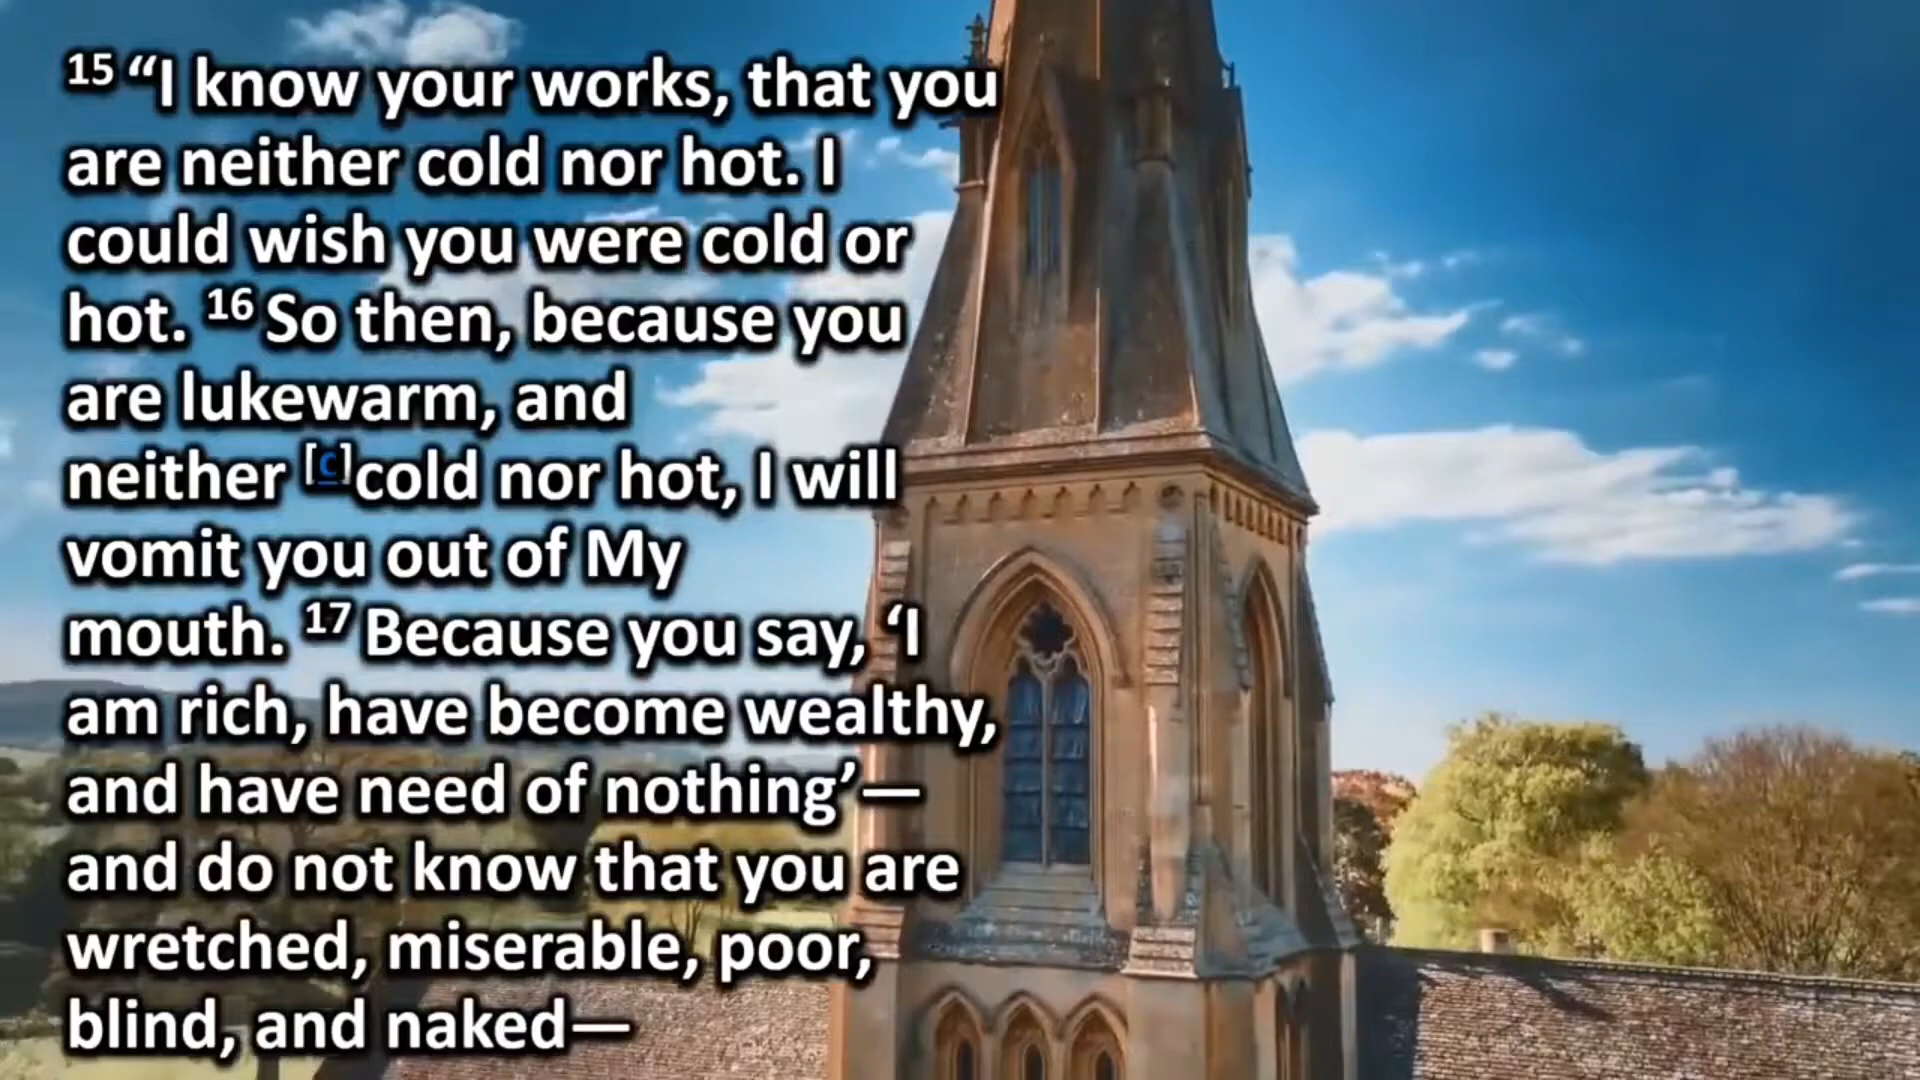 15 “I know your works, that you
are neither cold nor hot. I
could wish you were cold or
hot. 16 So then, because you
are lukewarm, and
neither [c]cold nor hot, I will
vomit you out of My
mouth. 17 Because you say, ‘I
am rich, have become wealthy,
and have need of nothing’—
and do not know that you are
wretched, miserable, poor,
blind, and naked—